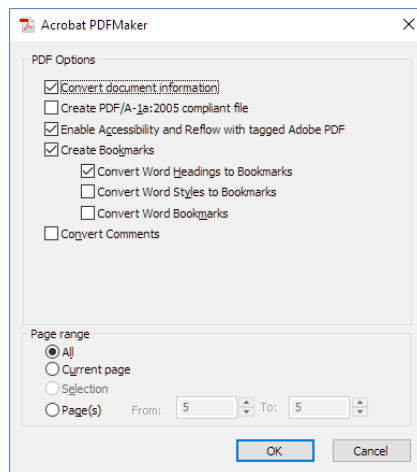 Acrobat PDFMaker
PDF Options
Convert document information
Create PDF/A-1a:2005 compliant file
Enable Accessibility and Reflow with tagged Adobe PDF
Create Bookmarks
Convert Word Headings to Bookmarks
Convert Word Styles to Bookmarks
Convert Word Bookmarks
Convert Comments
Page range
All
Current page
Selection
Page(s) From: 5 To: 5
OK Cancel